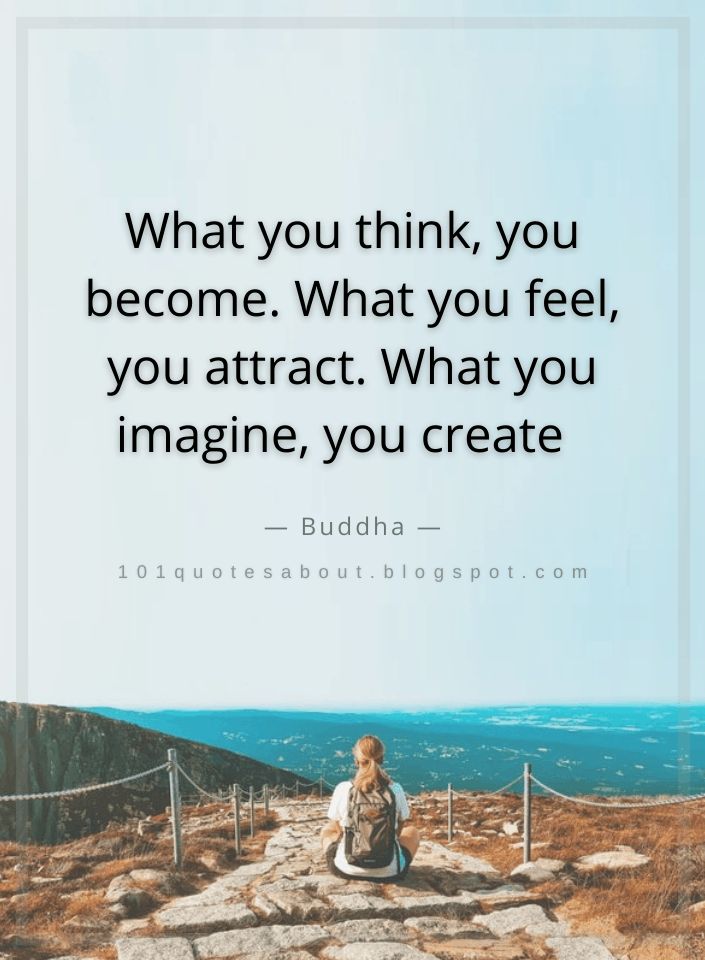 What you think, you
become. What you feel,
you attract. What you
imagine, you create
— Buddha —
101quotesabout.blogspot.com